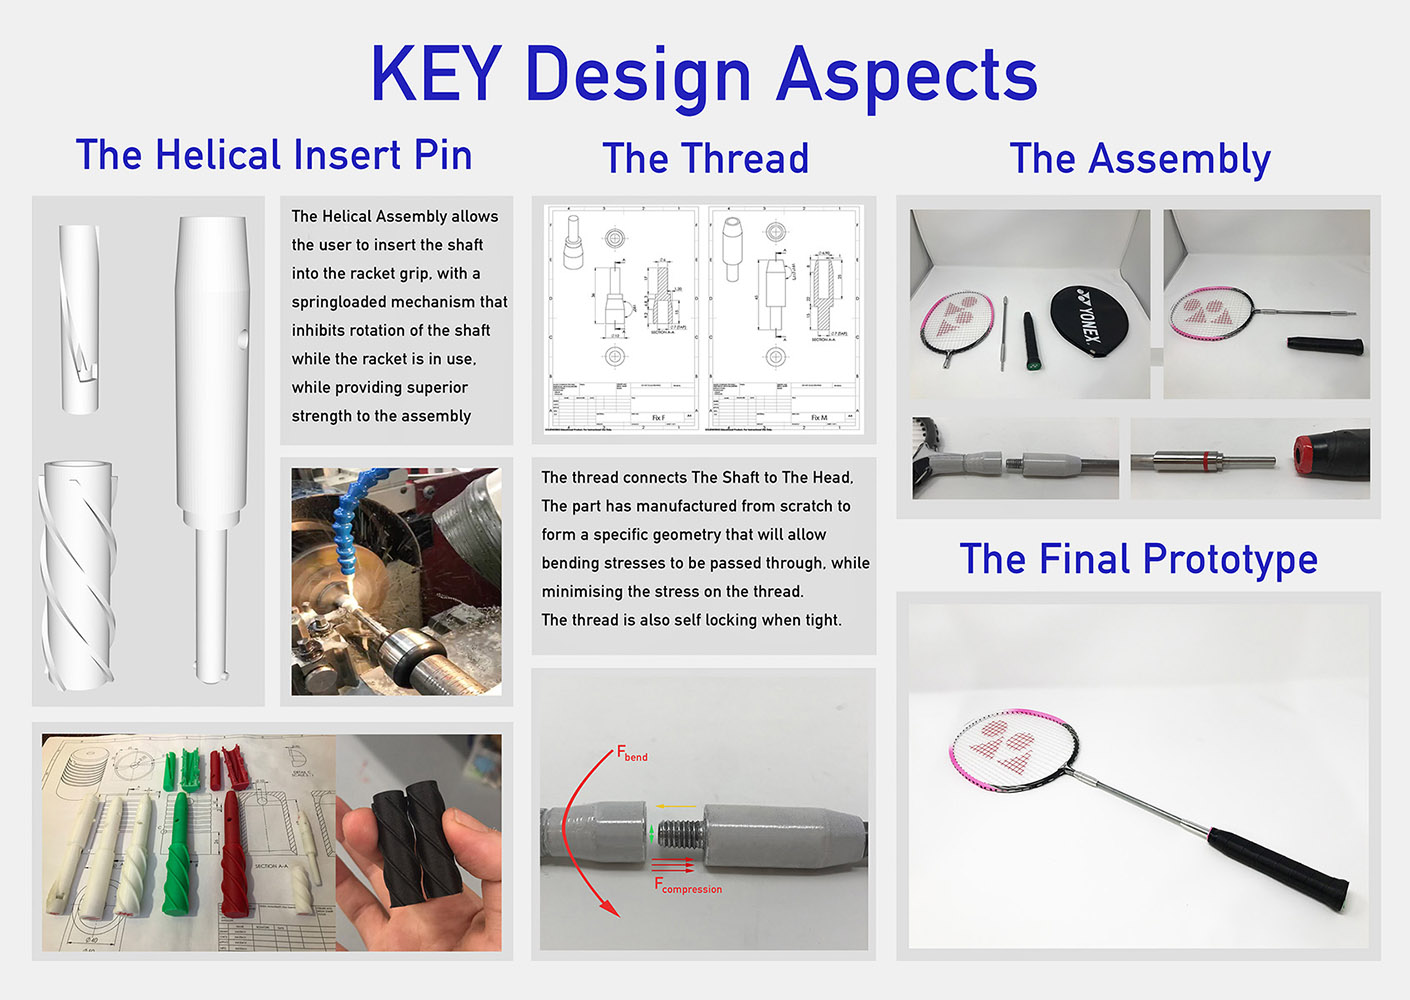 KEY Design Aspects
The Helical Insert Pin
The Helical Assembly allows
the user to insert the shaft
into the racket grip, with a
springloaded mechanism that
inhibits rotation of the shaft
while the racket is in use,
while providing superior
strength to the assembly
The Thread
Fix F
Fix M
SECTION A-A
The thread connects The Shaft to The Head,
The part has manufactured from scratch to
form a specific geometry that will allow
bending stresses to be passed through, while
minimising the stress on the thread.
The thread is also self locking when tight.
F bend
F compression
SECTION A-A
The Assembly
YONEX
The Final Prototype